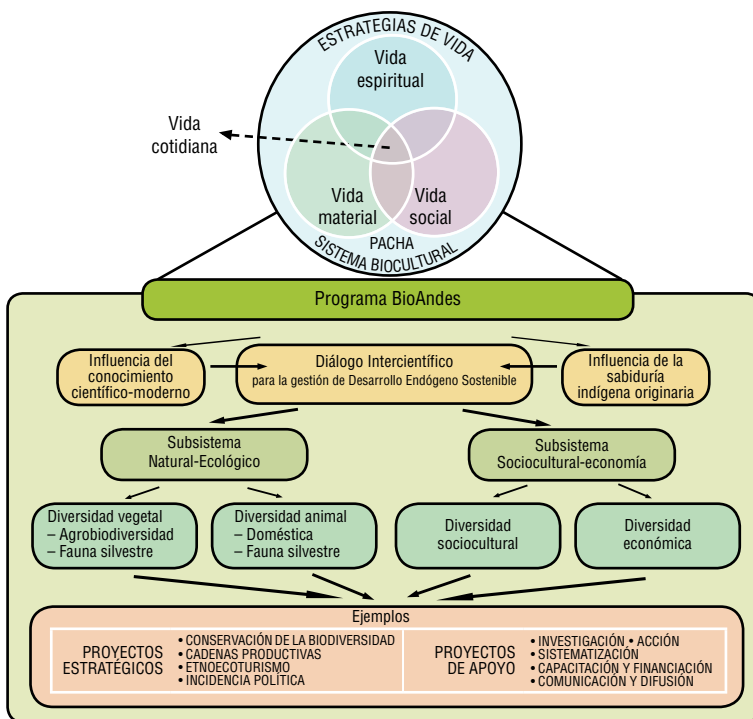 ESTRATEGIAS DE VIDA
Vida
espiritual
Vida
cotidiana
Vida
material
Vida
social
PACHA
SISTEMA BIOCULTURAL
Programa BioAndes
Influencia del
conocimiento
científico-moderno
Diálogo Intercientífico
para la gestión de Desarrollo Endógeno Sostenible
Influencia de la
sabiduría
indígena originaria
Subsistema
Natural-Ecológico
Subsistema
Sociocultural-economía
Diversidad vegetal
– Agrobiodiversidad
– Fauna silvestre
Diversidad animal
– Doméstica
– Fauna silvestre
Diversidad
sociocultural
Diversidad
económica
Ejemplos
PROYECTOS
ESTRATÉGICOS
• CONSERVACIÓN DE LA BIODIVERSIDAD
• CADENAS PRODUCTIVAS
• ETNOECOTURISMO
• INCIDENCIA POLÍTICA
PROYECTOS
DE APOYO
• INVESTIGACIÓN • ACCIÓN
• SISTEMATIZACIÓN
• CAPACITACIÓN Y FINANCIACIÓN
• COMUNICACIÓN Y DIFUSIÓN